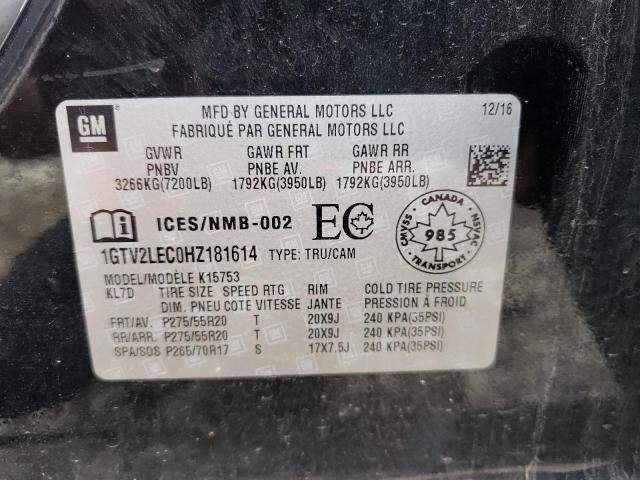 GM ®
MFD BY GENERAL MOTORS LLC 12/16
FABRIQUÉ PAR GENERAL MOTORS LLC
GVWR GAWR FRT GAWR RR
PNBV PNBE AV. PNBE ARR.
3266KG(7200LB) 1792KG(3950LB) 1792KG(3950LB)
ICES/NMB-002 EC
CANADA CMVSS NSVAC 985 TRANSPORT
1GTV2LEC0HZ181614 TYPE: TRU/CAM
MODEL/MODÈLE K15753
KL7D TIRE SIZE SPEED RTG RIM COLD TIRE PRESSURE
DIM. PNEU COTE VITESSE JANTE PRESSION À FROID
FRT/AV. P275/55R20 T 20X9J 240 KPA(35PSI)
RR/ARR. P275/55R20 T 20X9J 240 KPA(35PSI)
SPA/SOS P265/70R17 S 17X7.5J 240 KPA(35PSI)